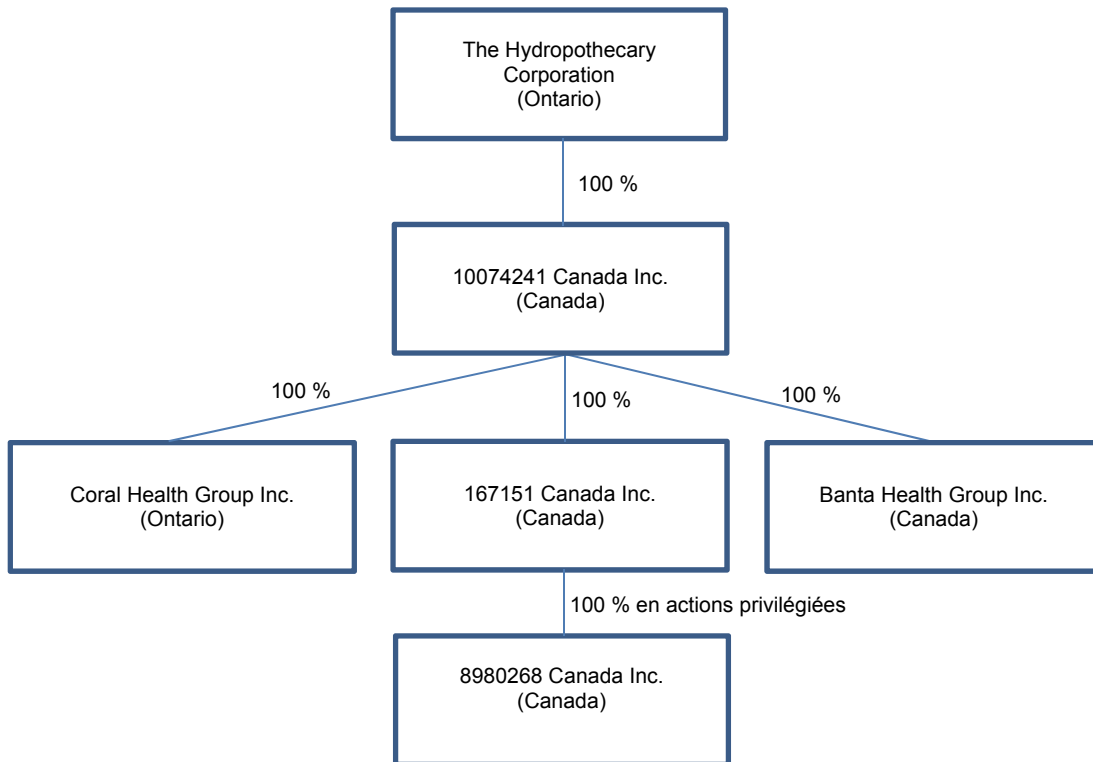 The Hydropothecary
Corporation
(Ontario)
100 %
10074241 Canada Inc.
(Canada)
100 %
100 %
100 %
Coral Health Group Inc.
(Ontario)
167151 Canada Inc.
(Canada)
Banta Health Group Inc.
(Canada)
100 % en actions privilégiées
8980268 Canada Inc.
(Canada)